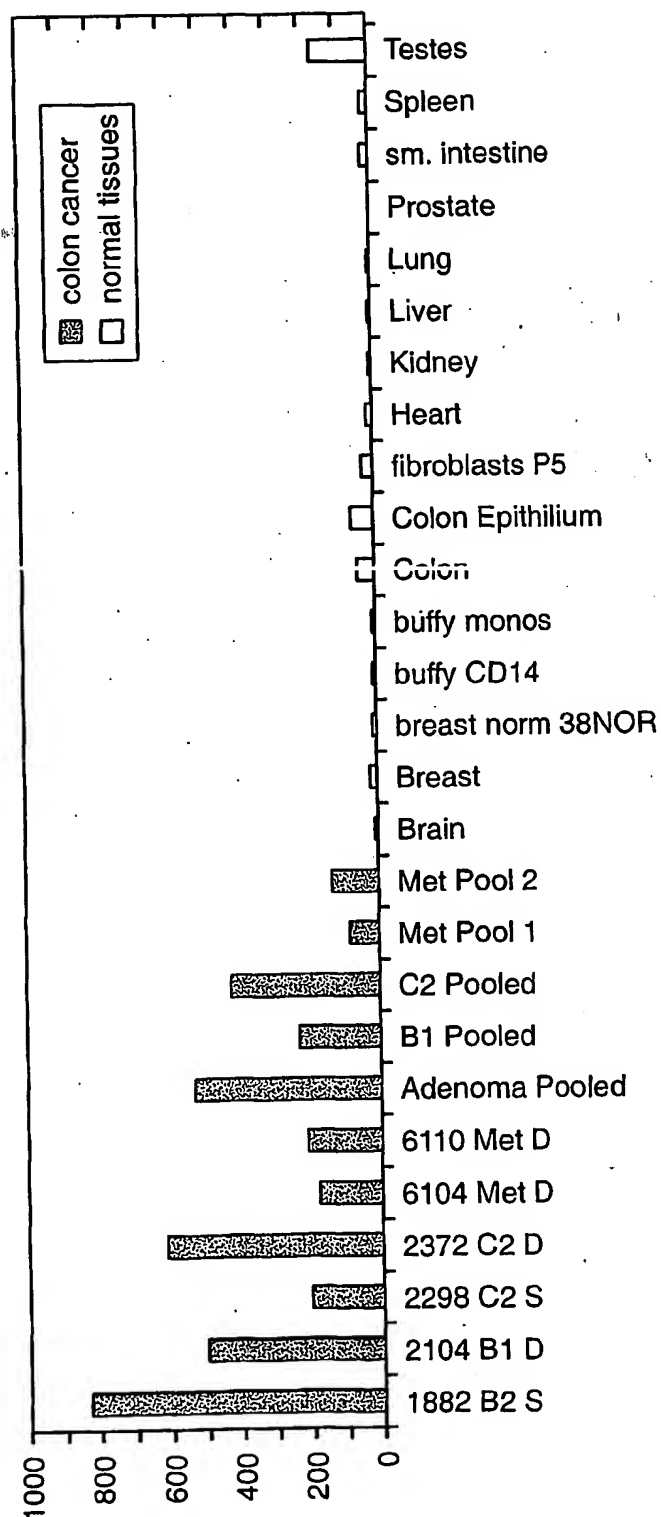 colon cancer
normal tissues
Testes
Spleen
sm. intestine
Prostate
Lung
Liver
Kidney
Heart
fibroblasts P5
Colon Epithilium
Colon
buffy monos
buffy CD14
breast norm 38NOR
Breast
Brain
Met Pool 2
Met Pool 1
C2 Pooled
B1 Pooled
Adenoma Pooled
6110 Met D
6104 Met D
2372 C2 D
2298 C2 S
2104 B1 D
1882 B2 S
1000
800
600
400
200
0